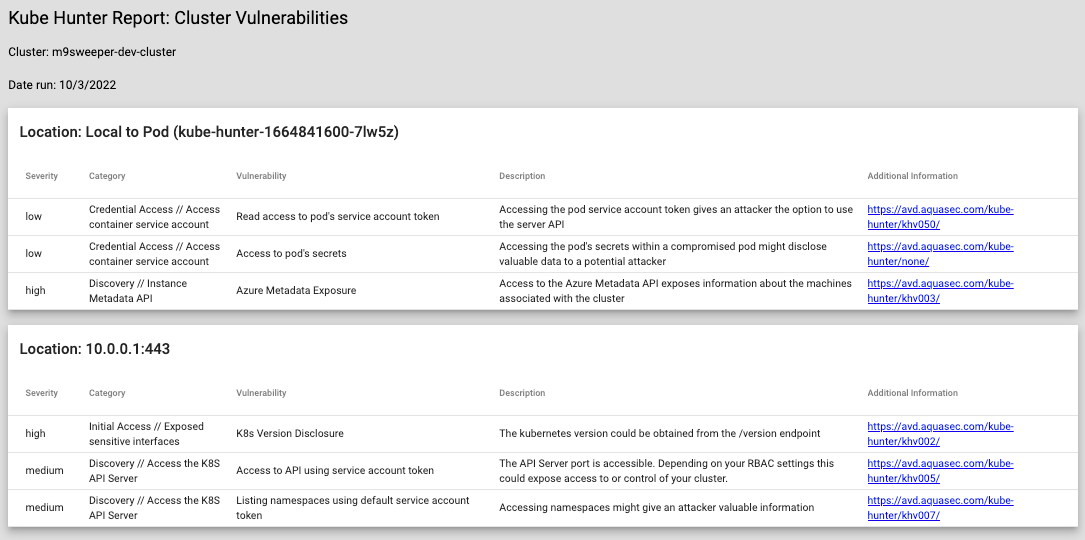 Kube Hunter Report: Cluster Vulnerabilities
Cluster: m9sweeper-dev-cluster
Date run: 10/3/2022
Location: Local to Pod (kube-hunter-1664841600-7lw5z)
Severity Category Vulnerability Description Additional Information
low Credential Access // Access container service account Read access to pod's service account token Accessing the pod service account token gives an attacker the option to use the server API https://avd.aquasec.com/kube-hunter/khv050/
low Credential Access // Access container service account Access to pod's secrets Accessing the pod's secrets within a compromised pod might disclose valuable data to a potential attacker https://avd.aquasec.com/kube-hunter/none/
high Discovery // Instance Metadata API Azure Metadata Exposure Access to the Azure Metadata API exposes information about the machines associated with the cluster https://avd.aquasec.com/kube-hunter/khv003/
Location: 10.0.0.1:443
Severity Category Vulnerability Description Additional Information
high Initial Access // Exposed sensitive interfaces K8s Version Disclosure The kubernetes version could be obtained from the /version endpoint https://avd.aquasec.com/kube-hunter/khv002/
medium Discovery // Access the K8S API Server Access to API using service account token The API Server port is accessible. Depending on your RBAC settings this could expose access to or control of your cluster. https://avd.aquasec.com/kube-hunter/khv005/
medium Discovery // Access the K8S API Server Listing namespaces using default service account token Accessing namespaces might give an attacker valuable information https://avd.aquasec.com/kube-hunter/khv007/